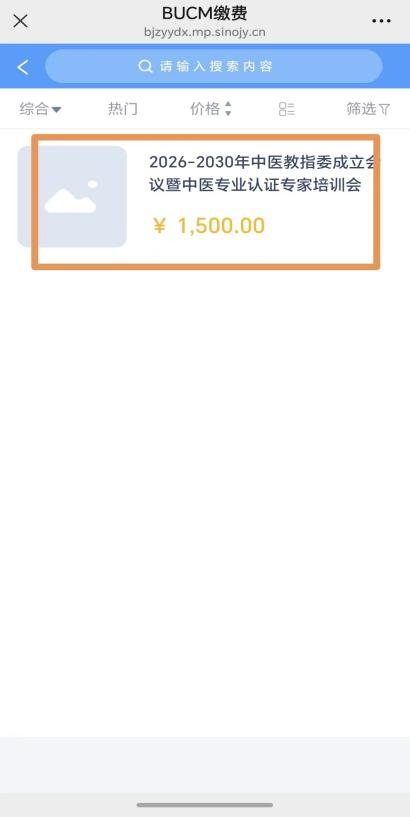 BUCM缴费
bjzyydx.mp.sinojy.cn
请输入搜索内容
综合 热门 价格 筛选
2026-2030年中医教指委成立会
议暨中医专业认证专家培训会
¥ 1,500.00